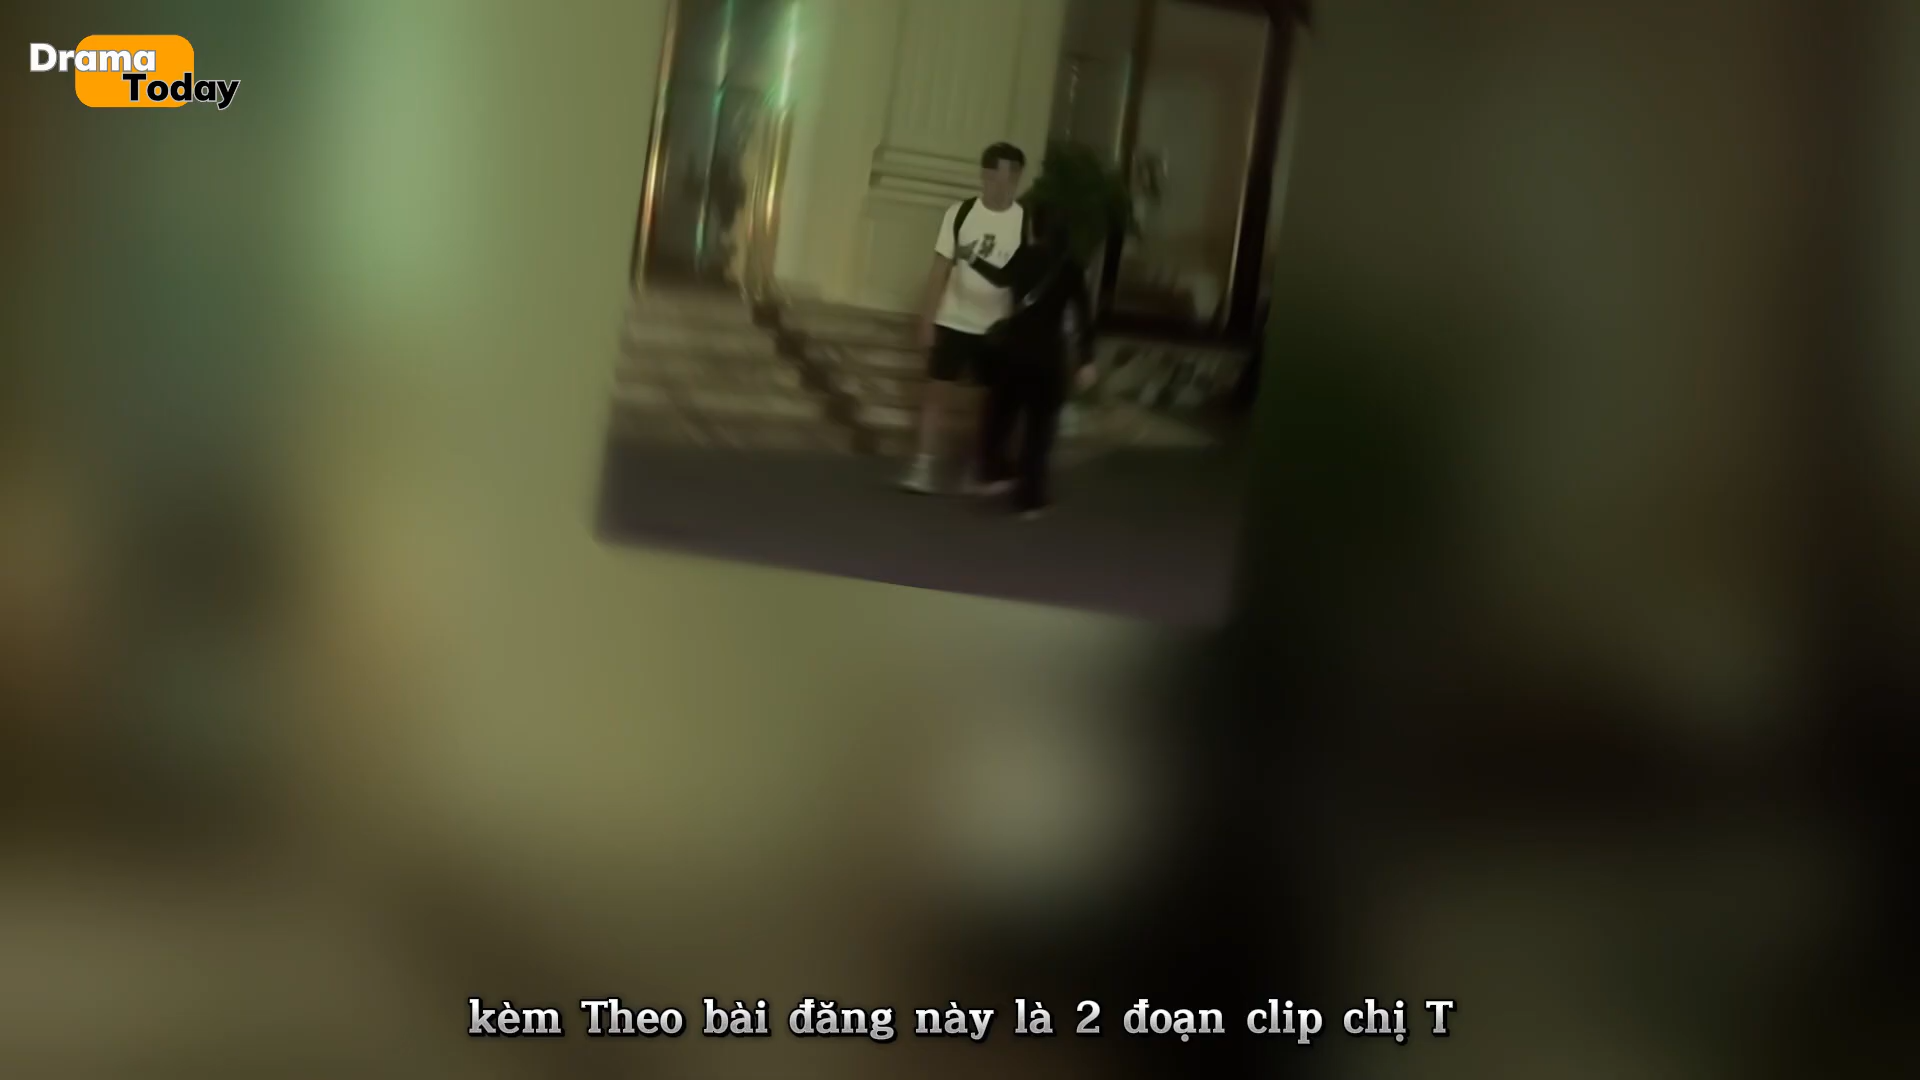 Drama
Today
kèm Theo bài đăng này là 2 đoạn clip chị T